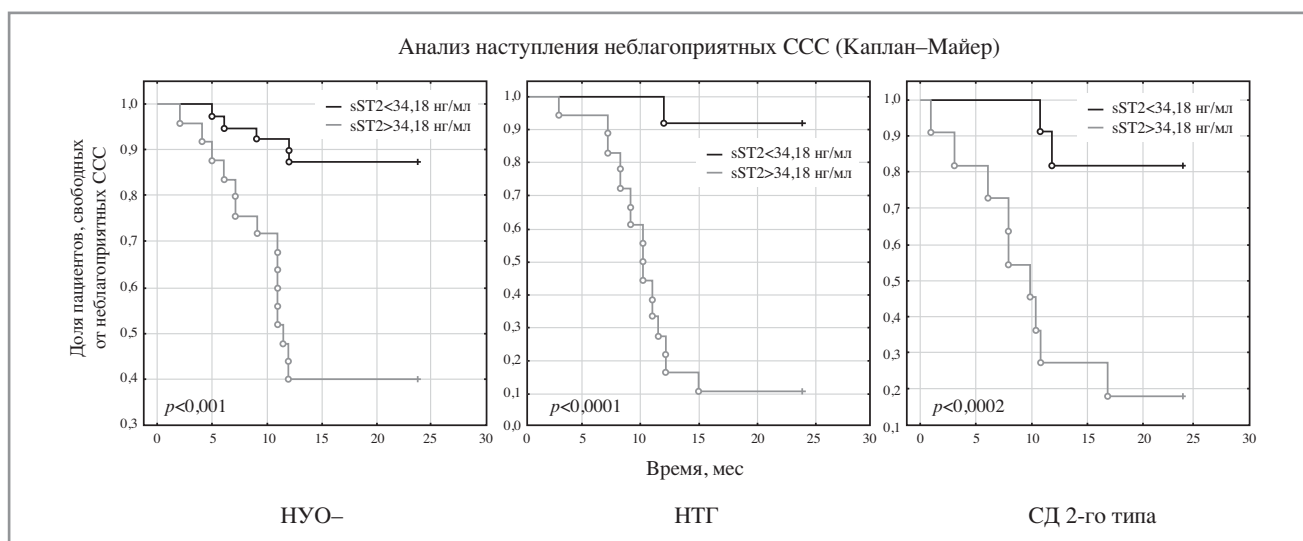 Анализ наступления неблагоприятных ССС (Каплан–Майер)
Доля пациентов, свободных
от неблагоприятных ССС
1,0
0,9
0,8
0,7
0,6
0,5
0,4
0,3
sST2<34,18 нг/мл
sST2>34,18 нг/мл
p<0,001
0 5 10 15 20 25 30
НУО–
1,0
0,9
0,8
0,7
0,6
0,5
0,4
0,3
0,2
0,1
0,0
sST2<34,18 нг/мл
sST2>34,18 нг/мл
p<0,0001
0 5 10 15 20 25 30
Время, мес
НТГ
1,0
0,9
0,8
0,7
0,6
0,5
0,4
0,3
0,2
0,1
sST2<34,18 нг/мл
sST2>34,18 нг/мл
p<0,0002
0 5 10 15 20 25 30
СД 2-го типа